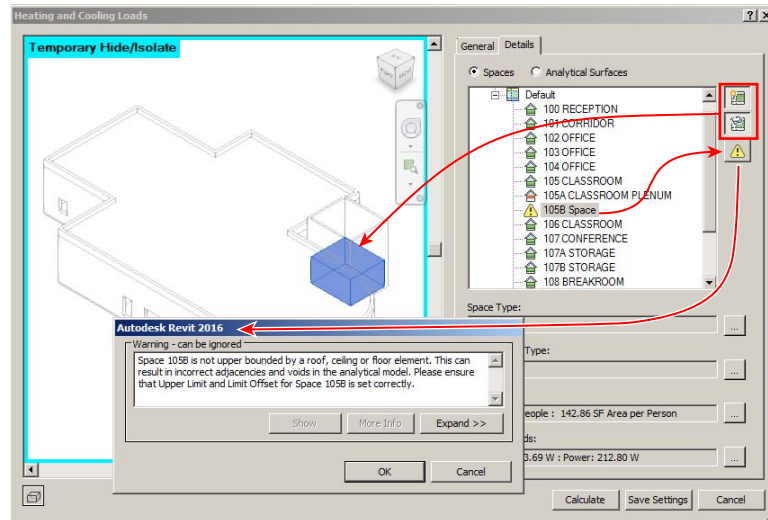 Heating and Cooling Loads
Temporary Hide/Isolate
General Details
Spaces Analytical Surfaces
Default
100 RECEPTION
101 CORRIDOR
102 OFFICE
103 OFFICE
104 OFFICE
105 CLASSROOM
105A CLASSROOM PLENUM
105B Space
106 CLASSROOM
107 CONFERENCE
107A STORAGE
107B STORAGE
108 BREAKROOM
Space Type:
...
Type:
...
eople : 142.86 SF Area per Person
...
ds:
3.69 W : Power: 212.80 W
...
Autodesk Revit 2016
Warning - can be ignored
Space 105B is not upper bounded by a roof, ceiling or floor element. This can
result in incorrect adjacencies and voids in the analytical model. Please ensure
that Upper Limit and Limit Offset for Space 105B is set correctly.
Show More Info Expand >>
OK Cancel
Calculate Save Settings Cancel